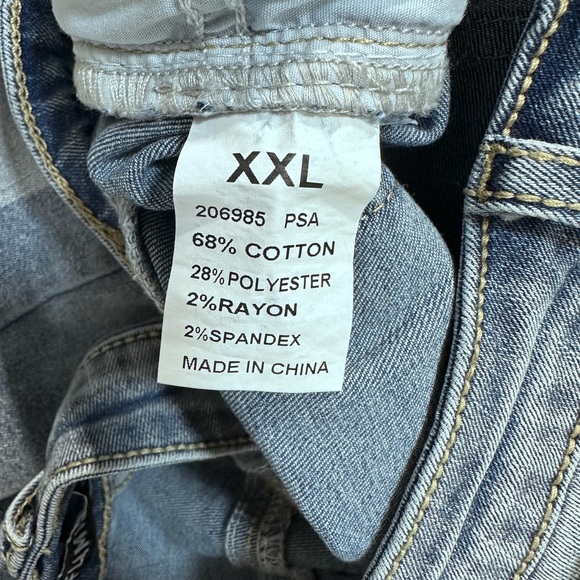 XXL
206985 PSA
68% COTTON
28%POLYESTER
2%RAYON
2%SPANDEX
MADE IN CHINA